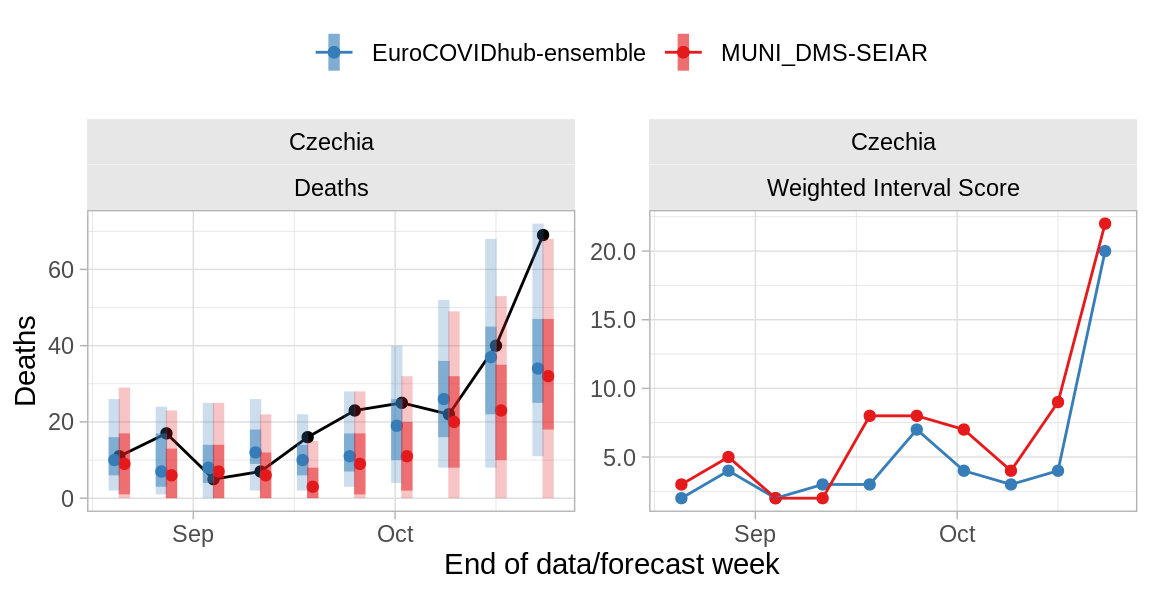 EuroCOVIDhub-ensemble MUNI_DMS-SEIAR
Czechia
Deaths
Czechia
Weighted Interval Score
Deaths
60
40
20
0
Sep Oct
20.0
15.0
10.0
5.0
Sep Oct
End of data/forecast week